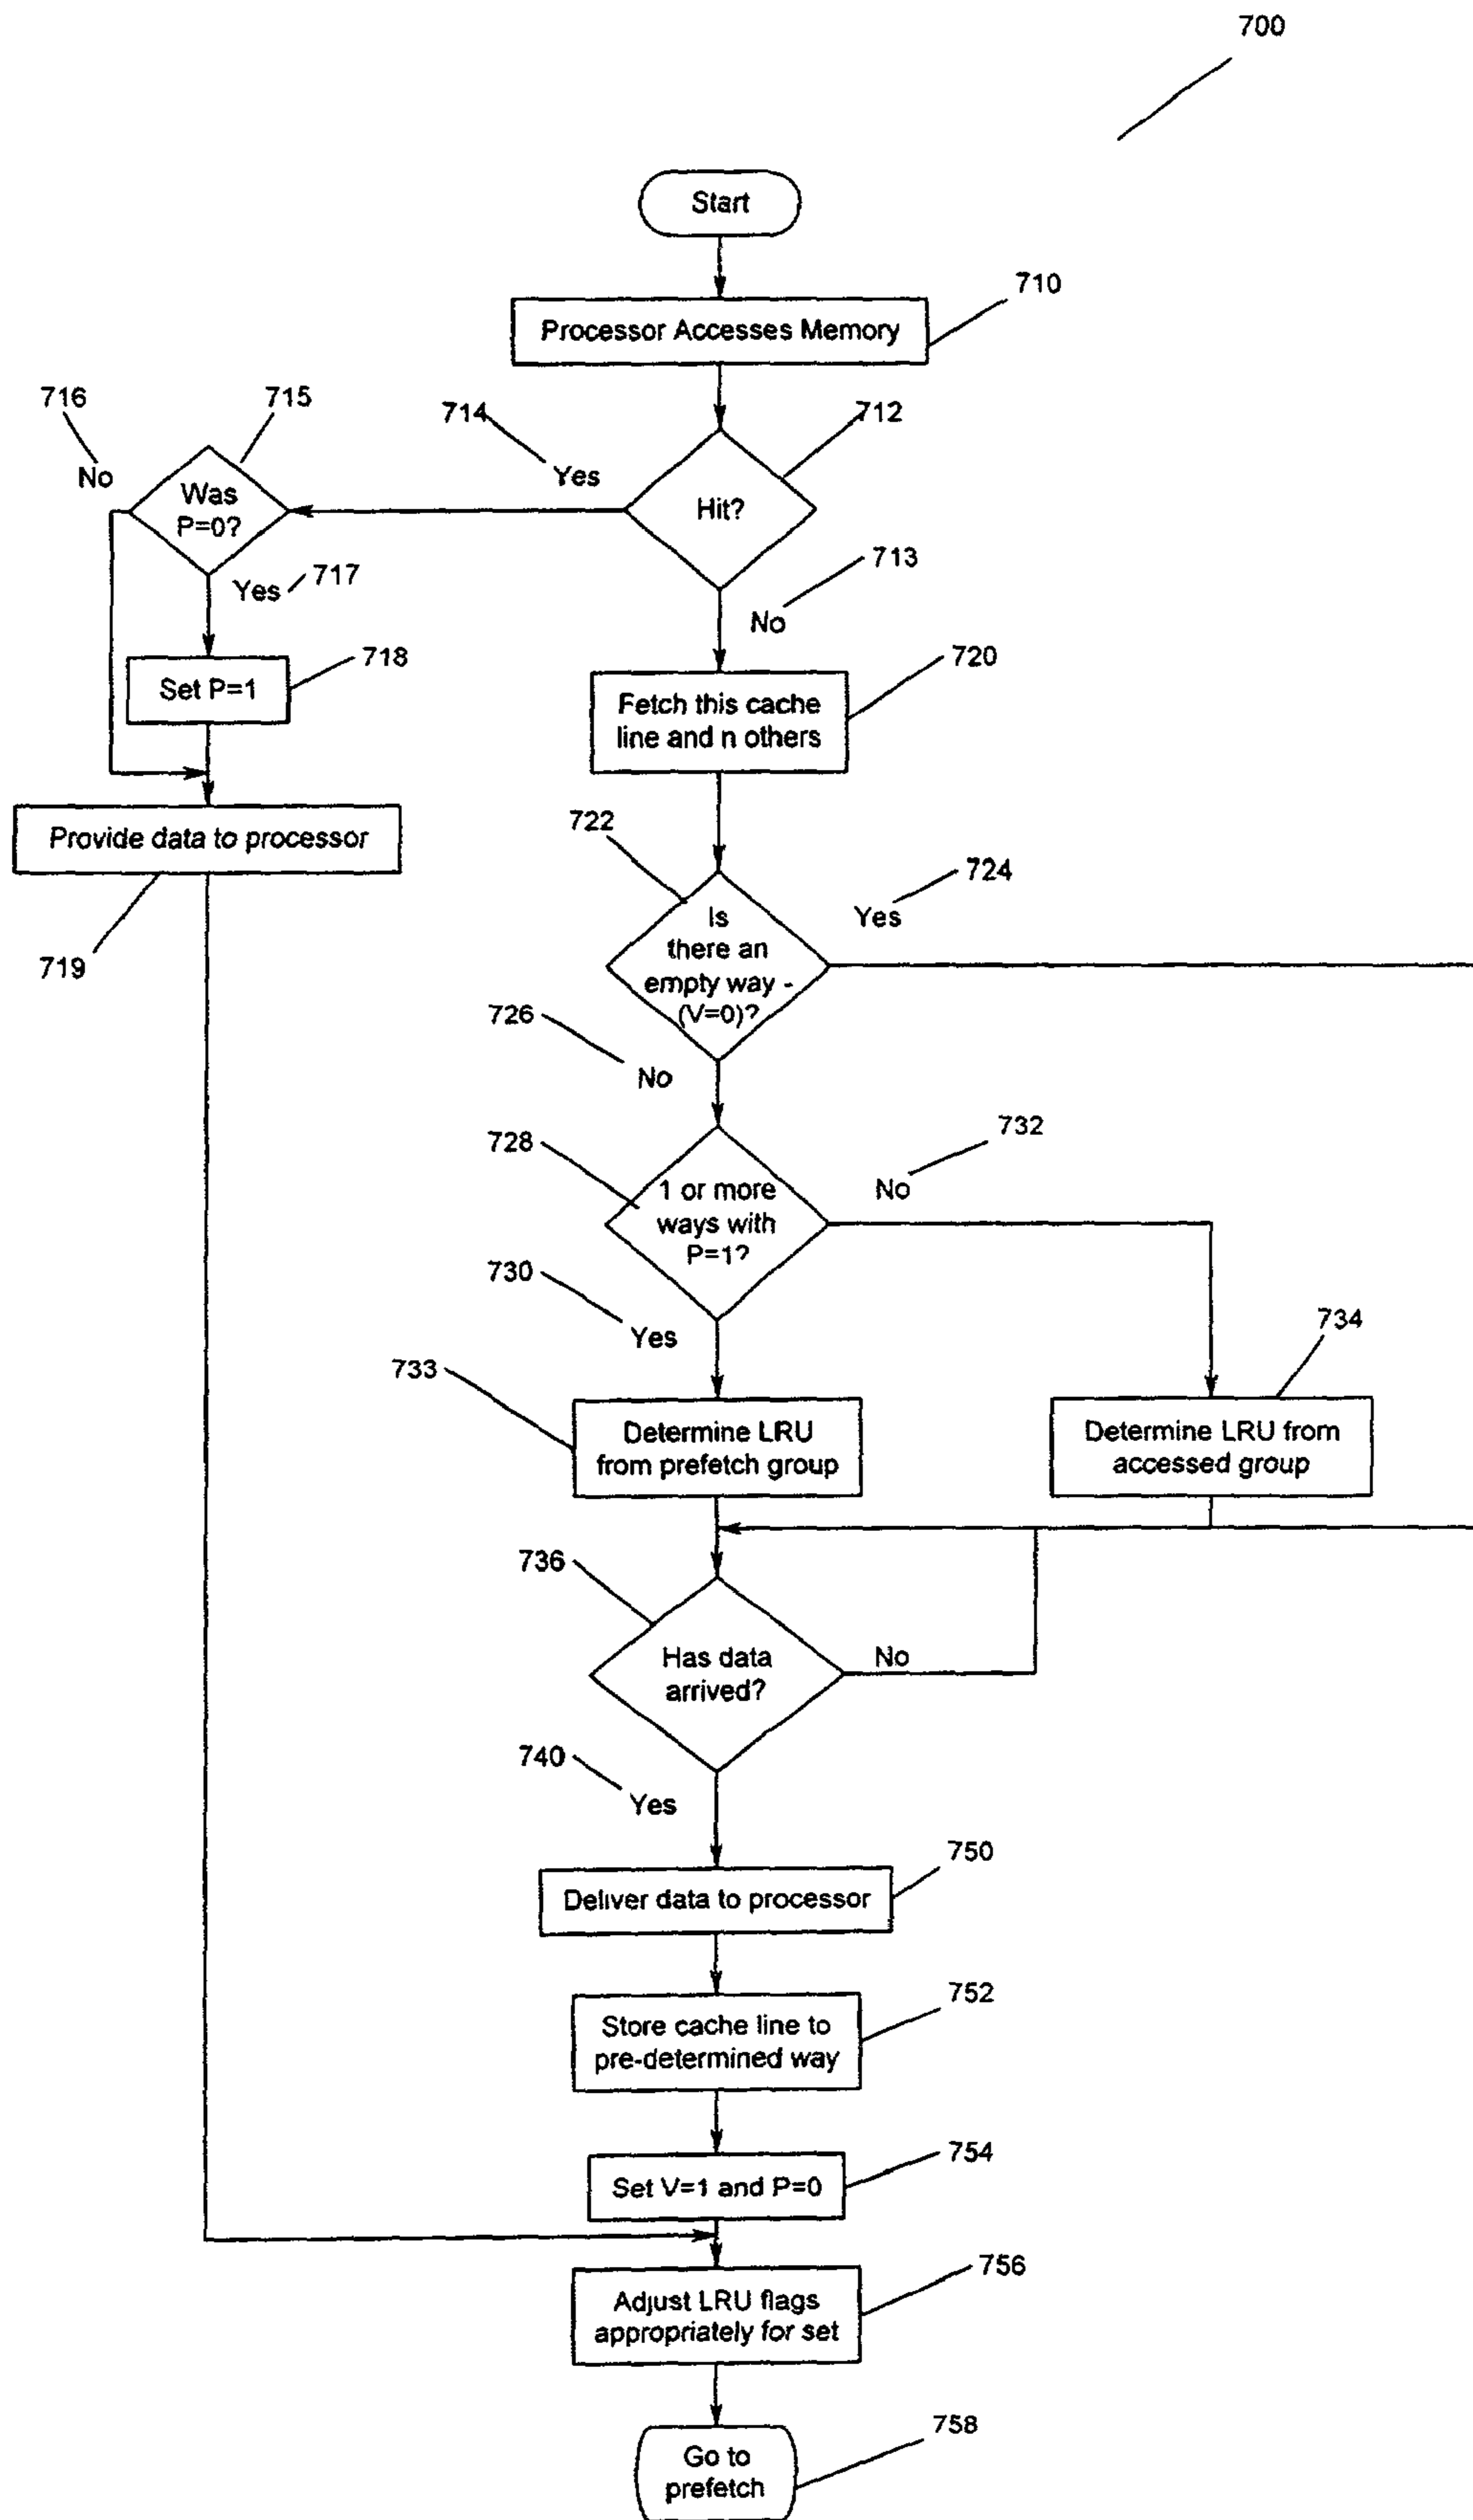 700
Start
710
Processor Accesses Memory
716
715
714
712
No
Was
P=0?
Yes
Hit?
713
Yes
717
No
718
Set P=1
720
Fetch this cache
line and n others
Provide data to processor
719
722
724
Yes
Is
there an
empty way -
(V=0)?
726
No
728
732
1 or more
ways with
P=1?
No
730
Yes
733
734
Determine LRU
from prefetch group
Determine LRU from
accessed group
736
Has data
arrived?
No
740
Yes
750
Deliver data to processor
752
Store cache line to
pre-determined way
754
Set V=1 and P=0
756
Adjust LRU flags
appropriately for set
758
Go to
prefetch